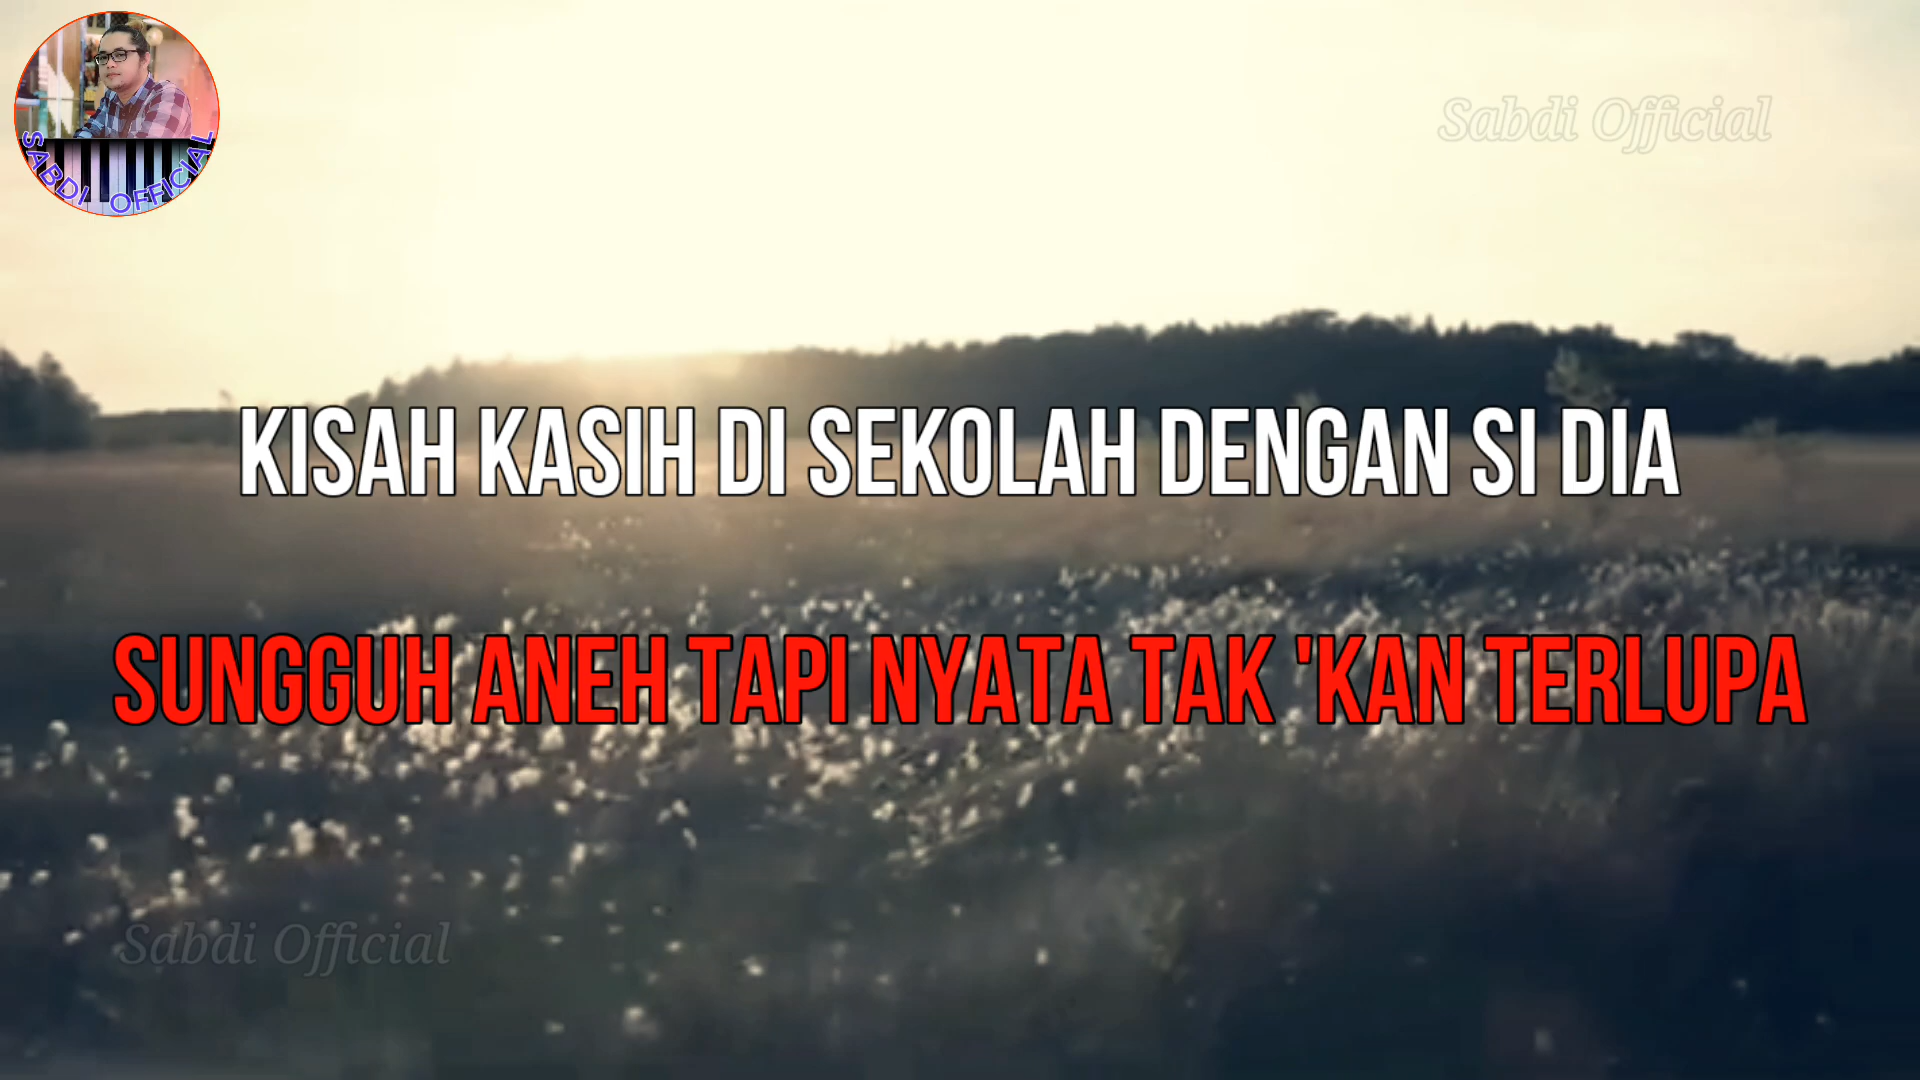 SABDI OFFICIAL
Sabdi Official
KISAH KASIH DI SEKOLAH DENGAN SI DIA
SUNGGUH ANEH TAPI NYATA TAK 'KAN TERLUPA
Sabdi Official